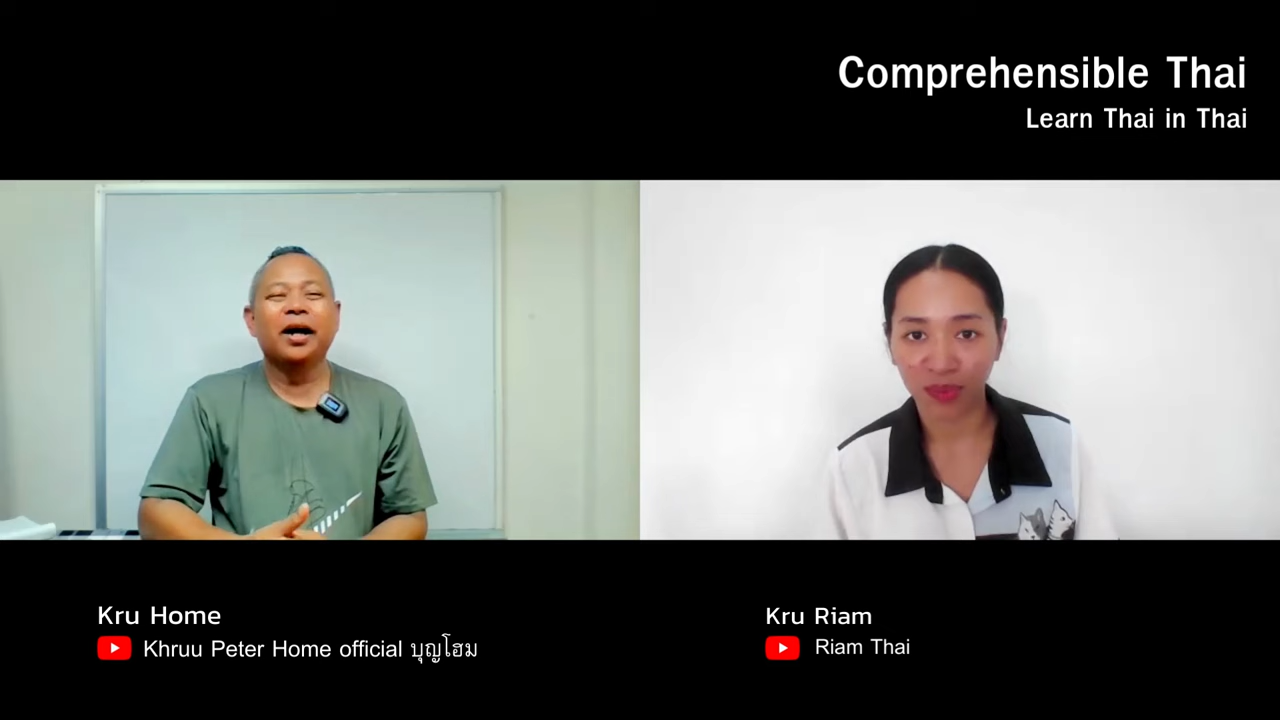 Comprehensible Thai
Learn Thai in Thai
Kru Home
Khruu Peter Home official บุญโฮม
Kru Riam
Riam Thai